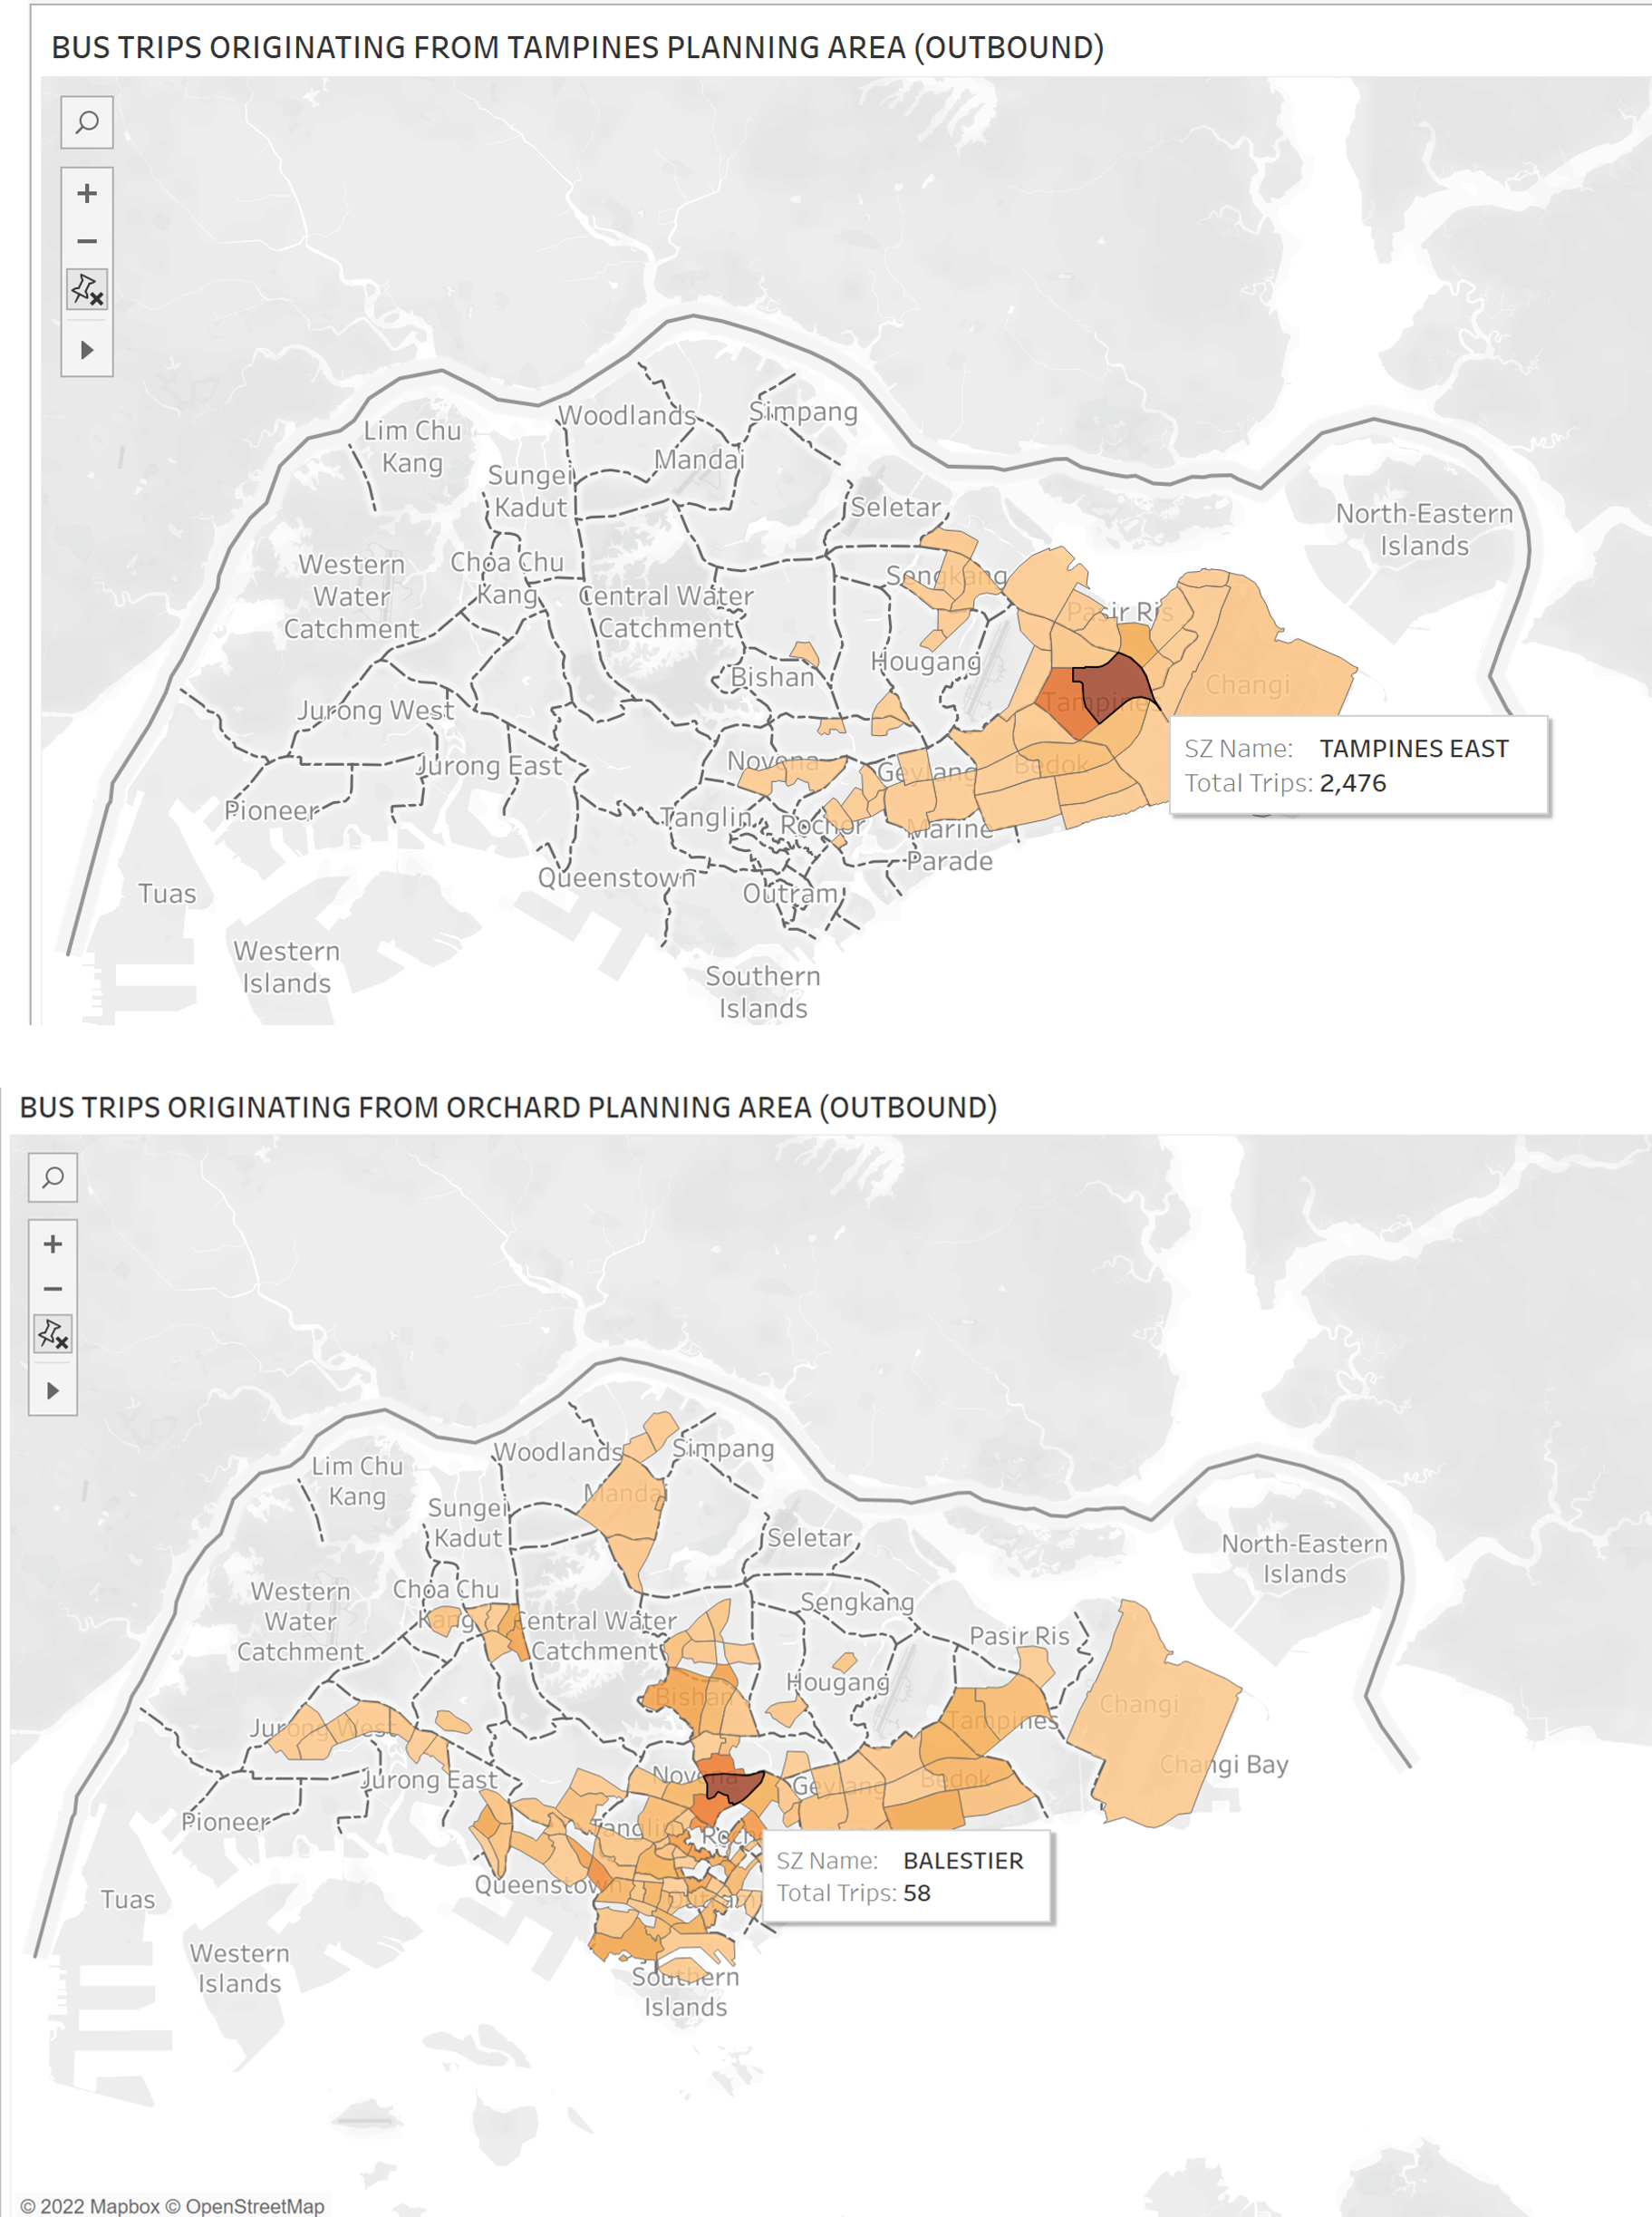 BUS TRIPS ORIGINATING FROM TAMPINES PLANNING AREA (OUTBOUND)
Woodlands
Simpang
Lim Chu
Kang
Mandai
Sungei
Kadut
Seletar
North-Eastern
Islands
Western
Water
Catchment
Choa Chu
Kang
Central Water
Catchment
Sengkang
Pasir Ris
Hougang
Bishan
Changi
Tampines
Jurong West
SZ Name: TAMPINES EAST
Total Trips: 2,476
Jurong East
Novena
Geylang
Bedok
Pioneer
Tanglin
Rochor
Marine
Parade
Queenstown
Outram
Tuas
Western
Islands
Southern
Islands
BUS TRIPS ORIGINATING FROM ORCHARD PLANNING AREA (OUTBOUND)
Woodlands
Simpang
Lim Chu
Kang
Mandai
Sungei
Kadut
Seletar
North-Eastern
Islands
Western
Water
Catchment
Choa Chu
Kang
Central Water
Catchment
Sengkang
Pasir Ris
Hougang
Bishan
Changi
Tampines
Jurong West
Changi Bay
Jurong East
Novena
Geylang
Bedok
Pioneer
Tanglin
Roch
SZ Name: BALESTIER
Total Trips: 58
Queenstown
Outram
Tuas
Western
Islands
Southern
Islands
© 2022 Mapbox © OpenStreetMap